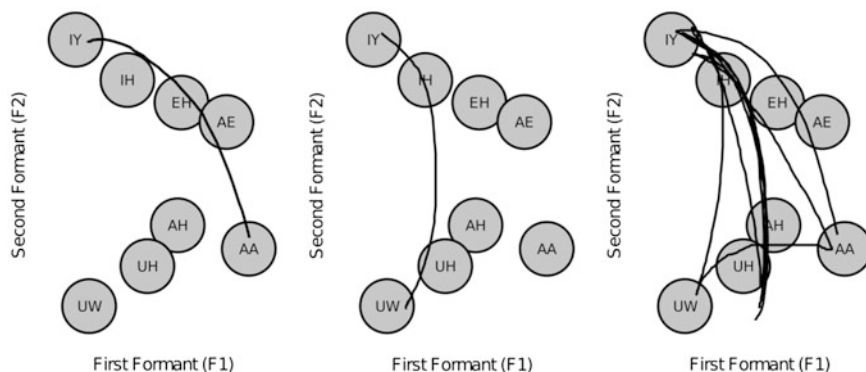 Second Formant (F2)
IY
IH
EH
AE
AH
UH
AA
UW
First Formant (F1)
Second Formant (F2)
IY
IH
EH
AE
AH
UH
AA
UW
First Formant (F1)
Second Formant (F2)
IY
IH
EH
AE
AH
UH
AA
UW
First Formant (F1)